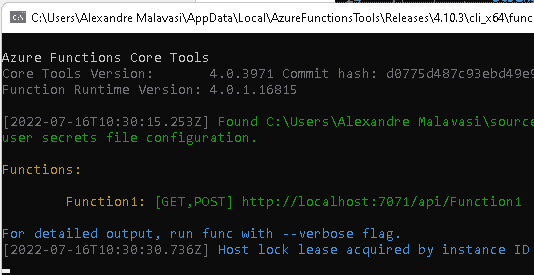 C:\Users\Alexandre Malavasi\AppData\Local\AzureFunctionsTools\Releases\4.10.3\cli_x64\func
Azure Functions Core Tools
Core Tools Version:       4.0.3971 Commit hash: d0775d487c93ebd49e9
Function Runtime Version: 4.0.1.16815
[2022-07-16T10:30:15.253Z] Found C:\Users\Alexandre Malavasi\source
user secrets file configuration.
Functions:
Function1: [GET,POST] http://localhost:7071/api/Function1
For detailed output, run func with --verbose flag.
[2022-07-16T10:30:30.736Z] Host lock lease acquired by instance ID